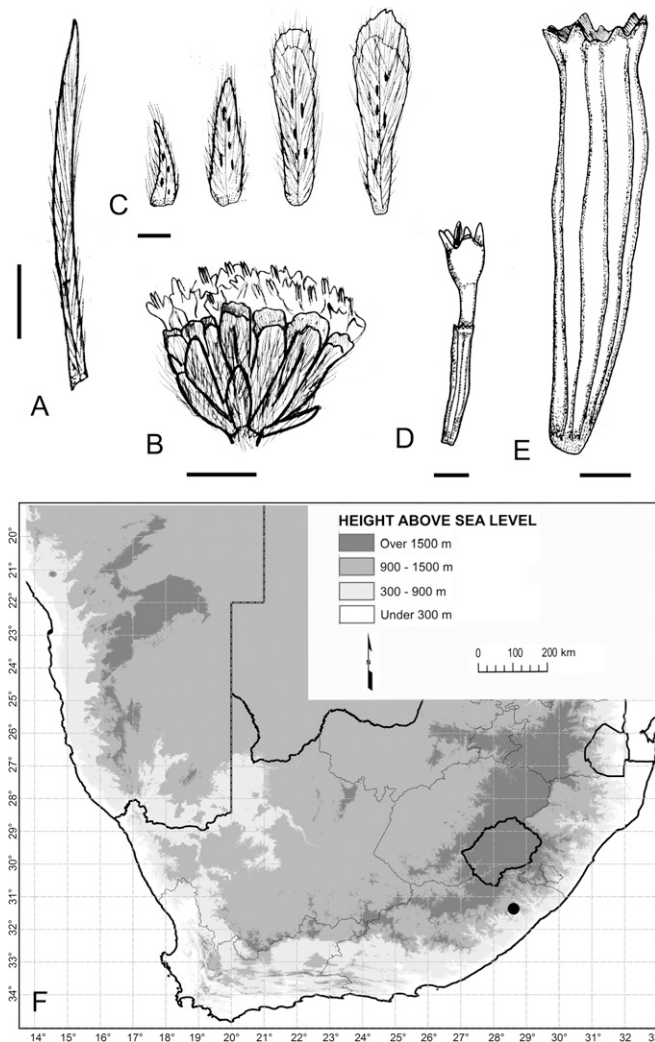 C
A
B
D
E
HEIGHT ABOVE SEA LEVEL
Over 1500 m
900 - 1500 m
300 - 900 m
Under 300 m
N
0 100 200 km
20°
21°
22°
23°
24°
25°
26°
27°
28°
29°
30°
31°
32°
33°
34°
F
14° 15° 16° 17° 18° 19° 20° 21° 22° 23° 24° 25° 26° 27° 28° 29° 30° 31° 32°